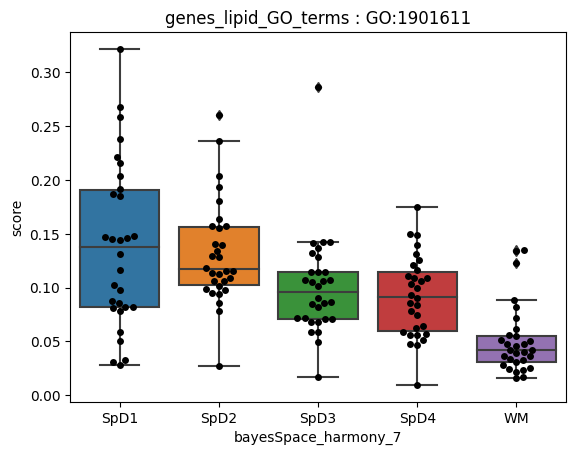 genes_lipid_GO_terms : GO:1901611
score
0.30
0.25
0.20
0.15
0.10
0.05
0.00
SpD1 SpD2 SpD3 SpD4 WM
bayesSpace_harmony_7